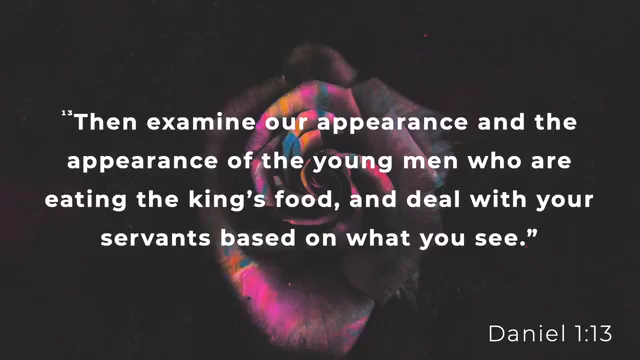 ¹³Then examine our appearance and the
appearance of the young men who are
eating the king’s food, and deal with your
servants based on what you see.”
Daniel 1:13